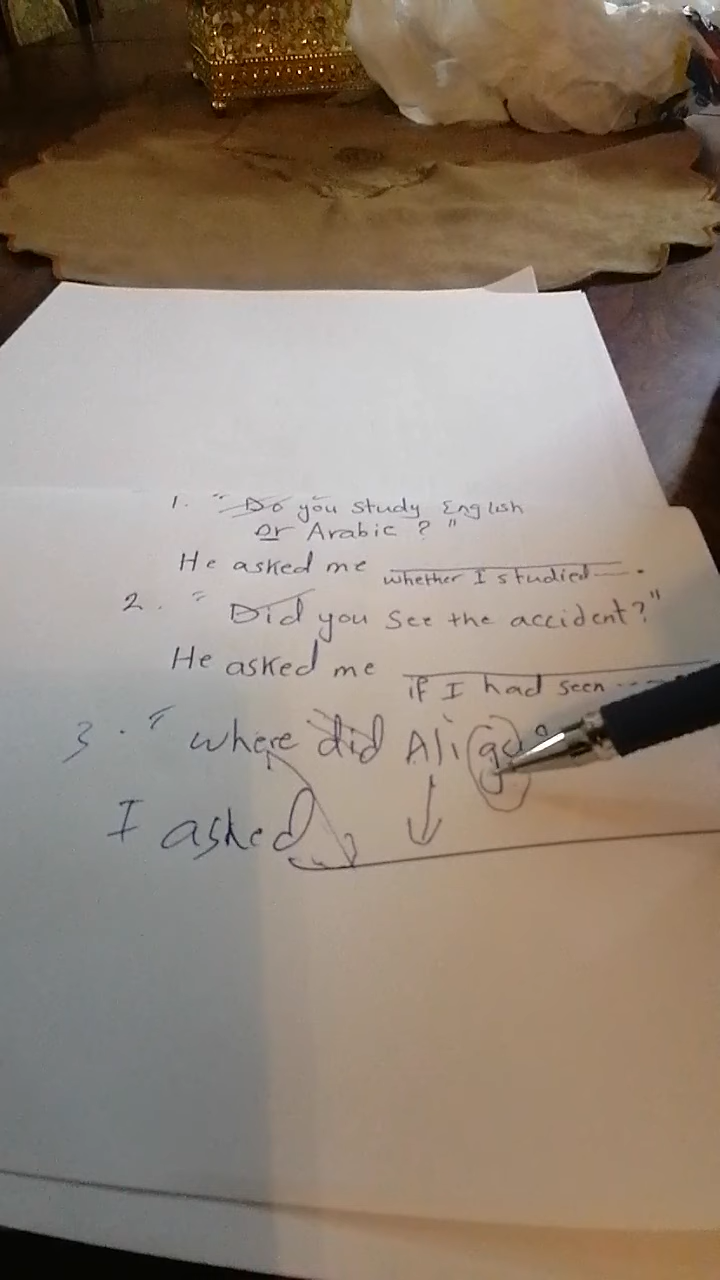 1. "Do you study English
or Arabic?"
He asked me whether I studied ---- .
2. "Did you see the accident?"
He asked me if I had seen ----
3. "where did Ali go
I asked